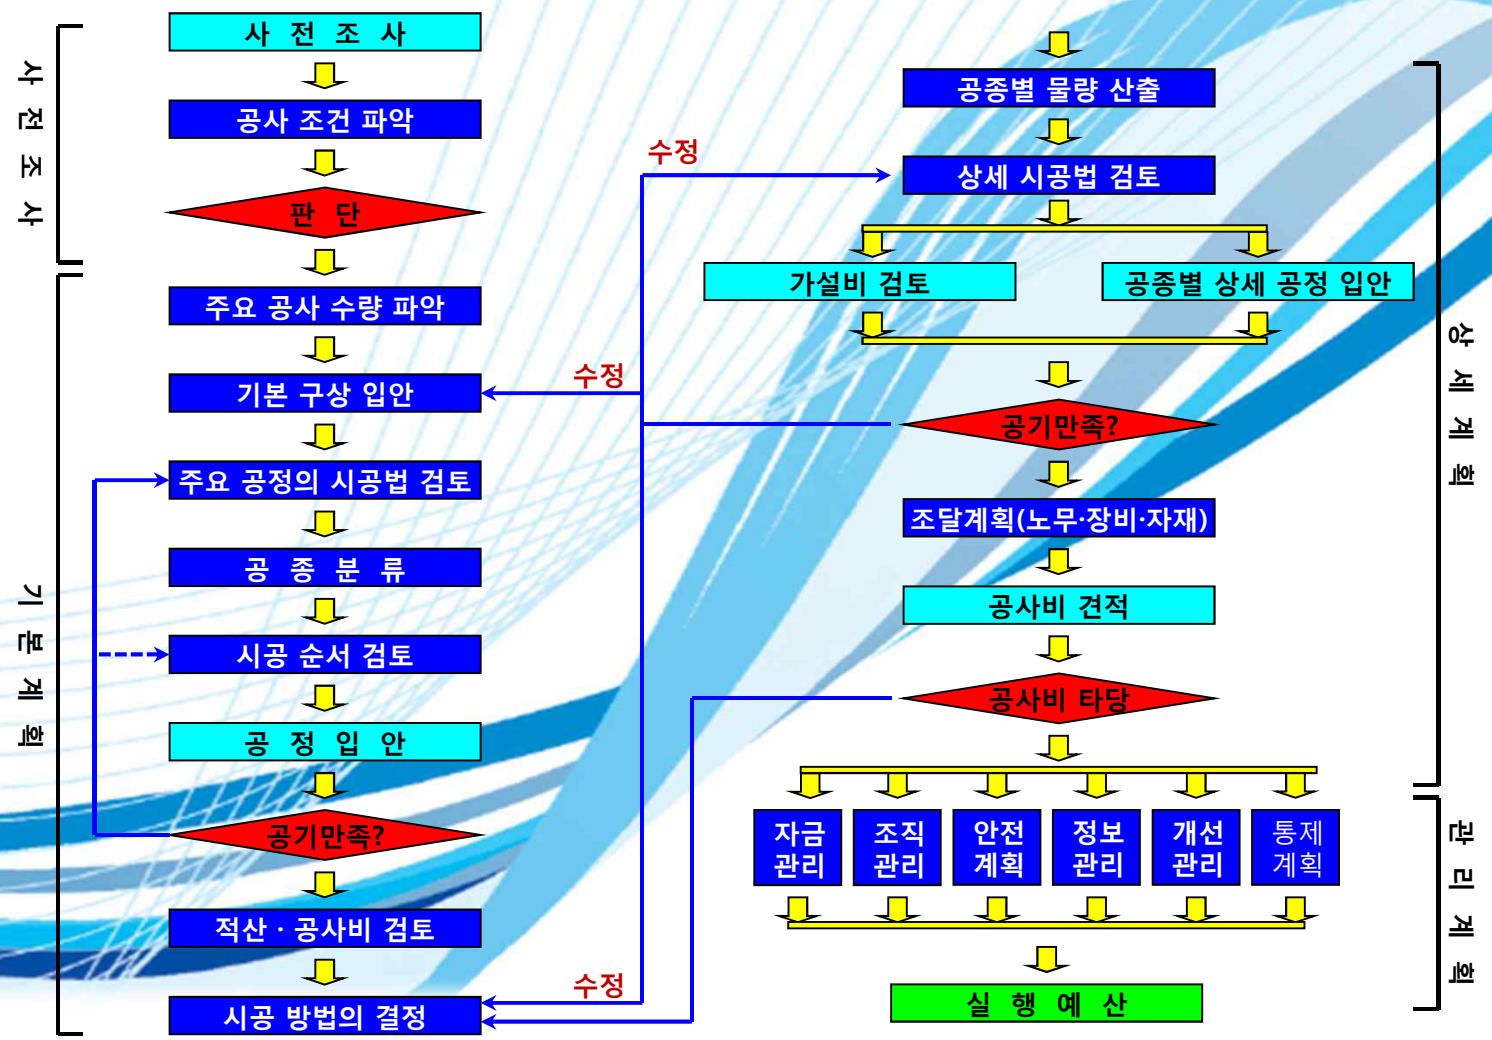 사전조사
사 전 조 사
공사 조건 파악
판 단
기본계획
주요 공사 수량 파악
기본 구상 입안
주요 공정의 시공법 검토
공 종 분 류
시공 순서 검토
공 정 입 안
공기만족?
적산 · 공사비 검토
시공 방법의 결정
수정
수정
수정
상세계획
공종별 물량 산출
상세 시공법 검토
가설비 검토
공종별 상세 공정 입안
공기만족?
조달계획(노무·장비·자재)
공사비 견적
공사비 타당
관리계획
자금
관리
조직
관리
안전
계획
정보
관리
개선
관리
통제
계획
실 행 예 산